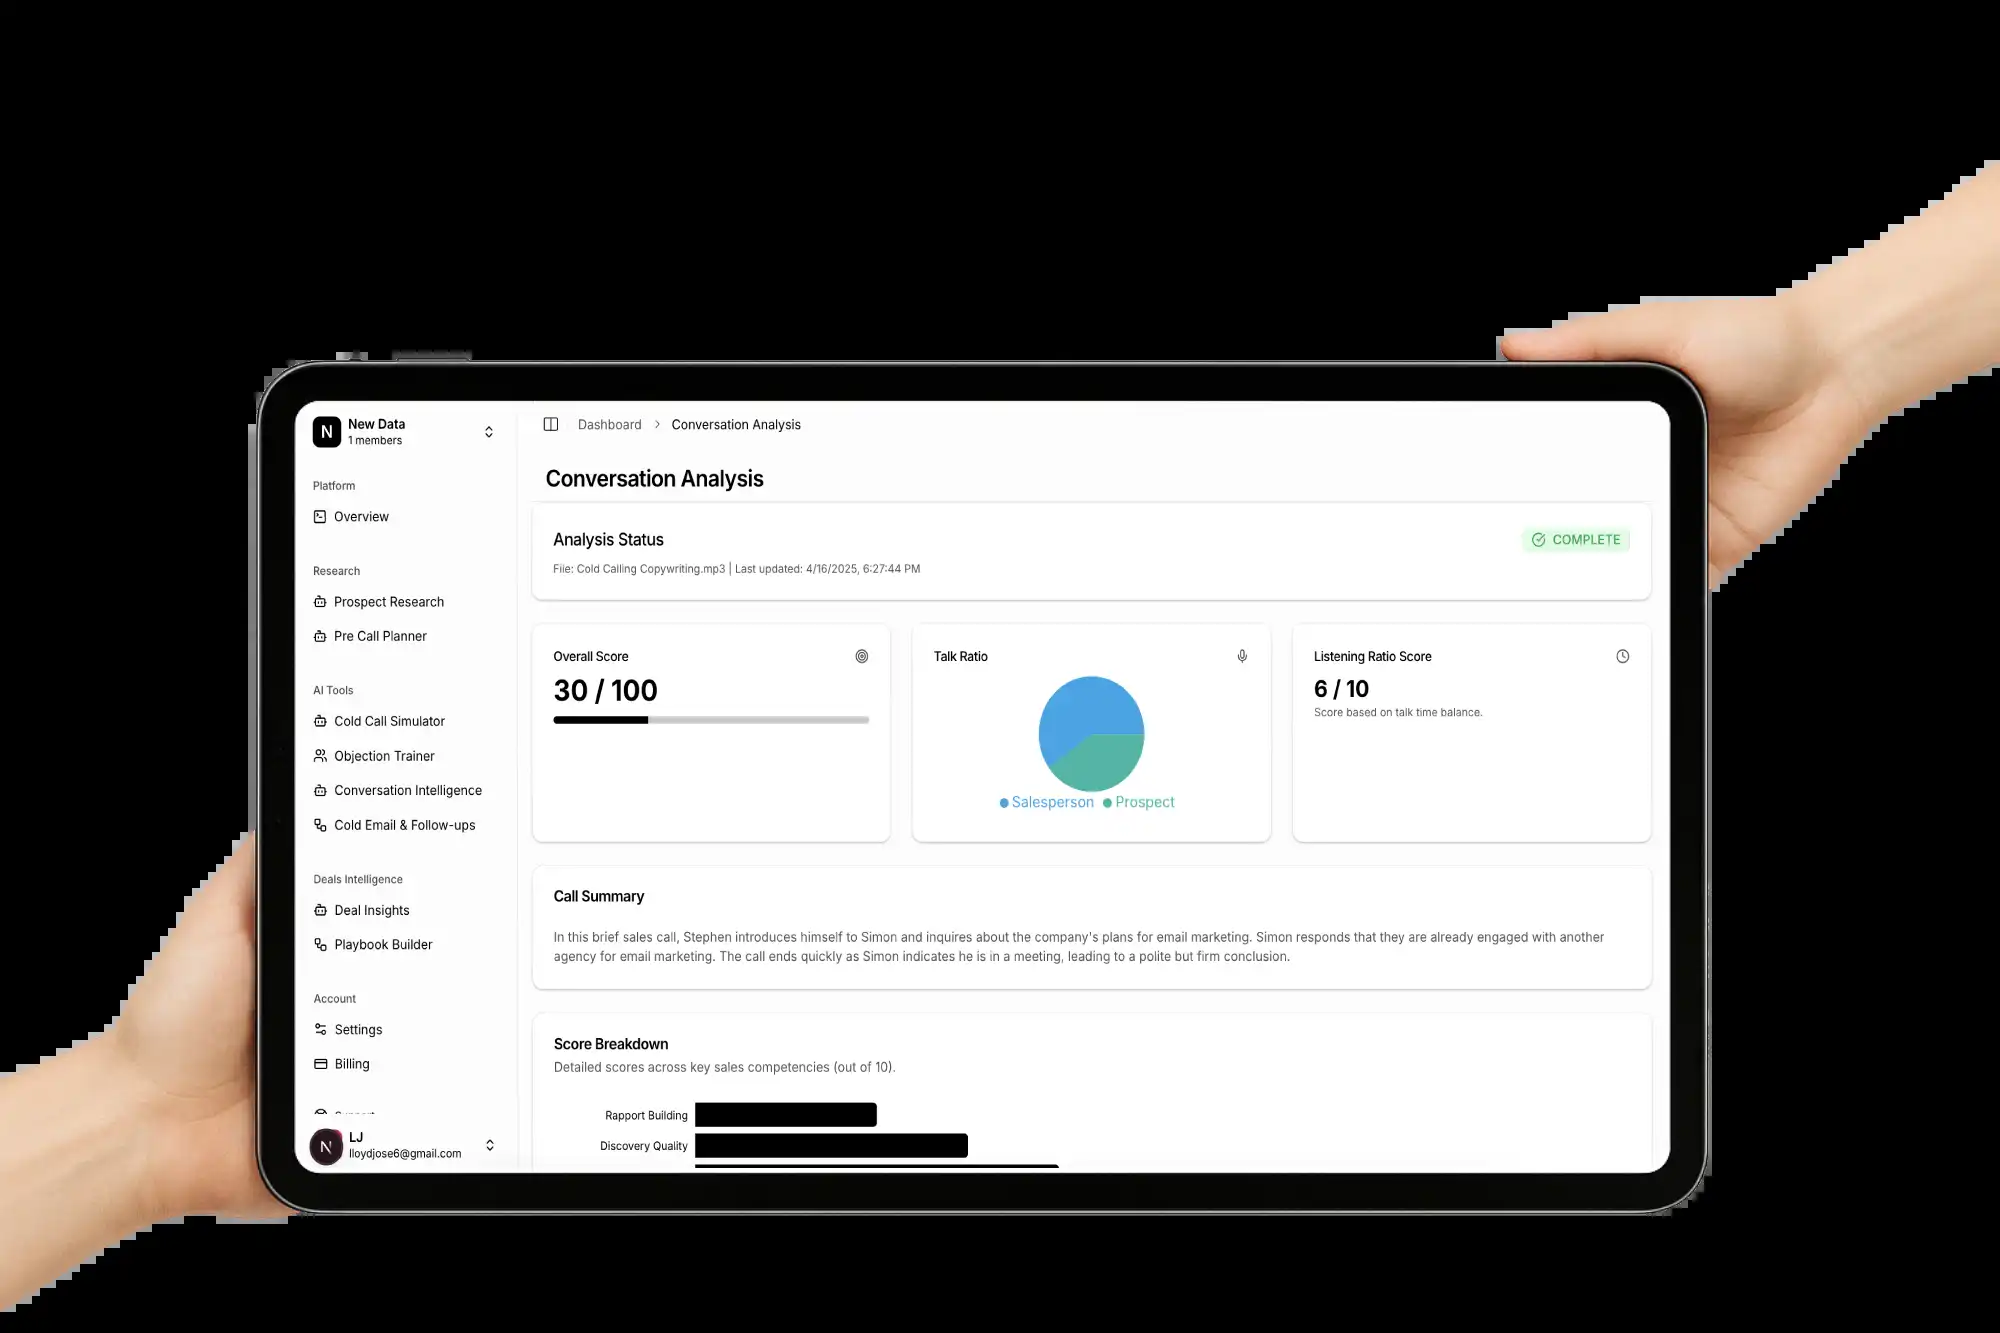 N
New Data
1 members
Platform
Overview
Research
Prospect Research
Pre Call Planner
AI Tools
Cold Call Simulator
Objection Trainer
Conversation Intelligence
Cold Email & Follow-ups
Deals Intelligence
Deal Insights
Playbook Builder
Account
Settings
Billing
N
LJ
lloydjose6@gmail.com
Dashboard > Conversation Analysis
Conversation Analysis
Analysis Status
COMPLETE
File: Cold Calling Copywriting.mp3 | Last updated: 4/16/2025, 6:27:44 PM
Overall Score
30 / 100
Talk Ratio
Salesperson Prospect
Listening Ratio Score
6 / 10
Score based on talk time balance.
Call Summary
In this brief sales call, Stephen introduces himself to Simon and inquires about the company's plans for email marketing. Simon responds that they are already engaged with another
agency for email marketing. The call ends quickly as Simon indicates he is in a meeting, leading to a polite but firm conclusion.
Score Breakdown
Detailed scores across key sales competencies (out of 10).
Rapport Building
Discovery Quality